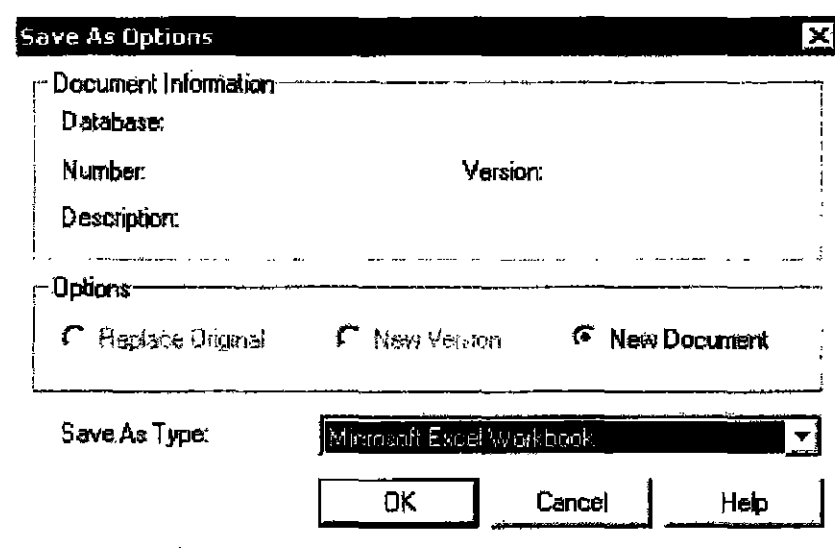 Save As Options
Document Information
Database:
Number: Version:
Description:
Options
Replace Original New Version New Document
Save As Type: Microsoft Excel Workbook
OK Cancel Help